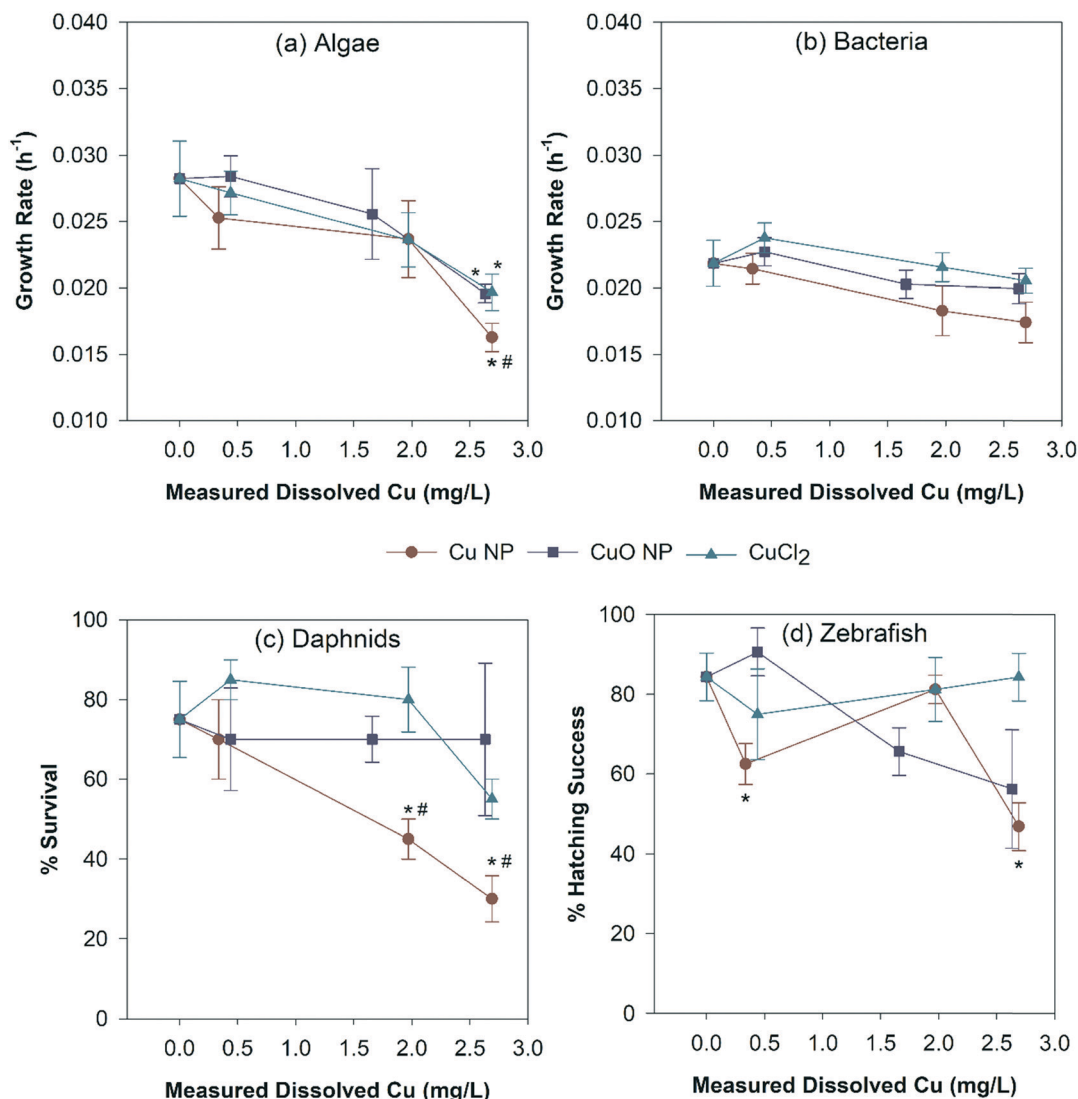 (a) Algae
0.040
0.035
0.030
0.025
0.020
0.015
0.010
Growth Rate (h-1)
* *
* #
0.0 0.5 1.0 1.5 2.0 2.5 3.0
Measured Dissolved Cu (mg/L)
(b) Bacteria
0.040
0.035
0.030
0.025
0.020
0.015
0.010
Growth Rate (h-1)
0.0 0.5 1.0 1.5 2.0 2.5 3.0
Measured Dissolved Cu (mg/L)
Cu NP CuO NP CuCl2
(c) Daphnids
100
80
60
40
20
0
% Survival
* #
* #
0.0 0.5 1.0 1.5 2.0 2.5 3.0
Measured Dissolved Cu (mg/L)
(d) Zebrafish
100
80
60
40
20
0
% Hatching Success
*
*
0.0 0.5 1.0 1.5 2.0 2.5 3.0
Measured Dissolved Cu (mg/L)